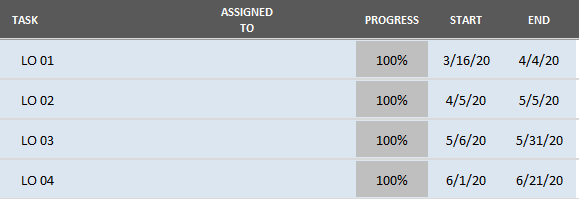 TASK ASSIGNED TO PROGRESS START END
LO 01 100% 3/16/20 4/4/20
LO 02 100% 4/5/20 5/5/20
LO 03 100% 5/6/20 5/31/20
LO 04 100% 6/1/20 6/21/20